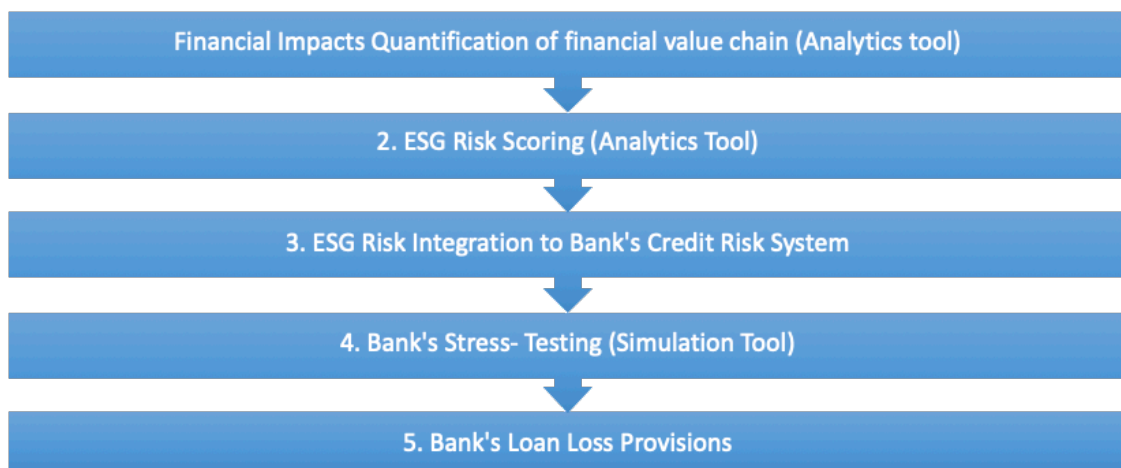 Financial Impacts Quantification of financial value chain (Analytics tool)
2. ESG Risk Scoring (Analytics Tool)
3. ESG Risk Integration to Bank's Credit Risk System
4. Bank's Stress- Testing (Simulation Tool)
5. Bank's Loan Loss Provisions